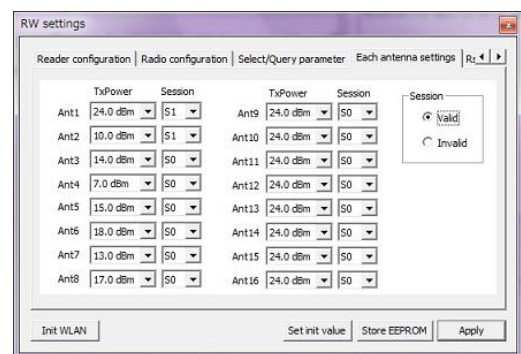 RW settings
Reader configuration Radio configuration Select/Query parameter Each antenna settings
TxPower Session TxPower Session Session
Ant1 24.0 dBm S1 Ant9 24.0 dBm S0 Valid
Ant2 10.0 dBm S1 Ant10 24.0 dBm S0 Invalid
Ant3 14.0 dBm S0 Ant11 24.0 dBm S0
Ant4 7.0 dBm S0 Ant12 24.0 dBm S0
Ant5 15.0 dBm S0 Ant13 24.0 dBm S0
Ant6 18.0 dBm S0 Ant14 24.0 dBm S0
Ant7 13.0 dBm S0 Ant15 24.0 dBm S0
Ant8 17.0 dBm S0 Ant16 24.0 dBm S0
Init WLAN Set init value Store EEPROM Apply